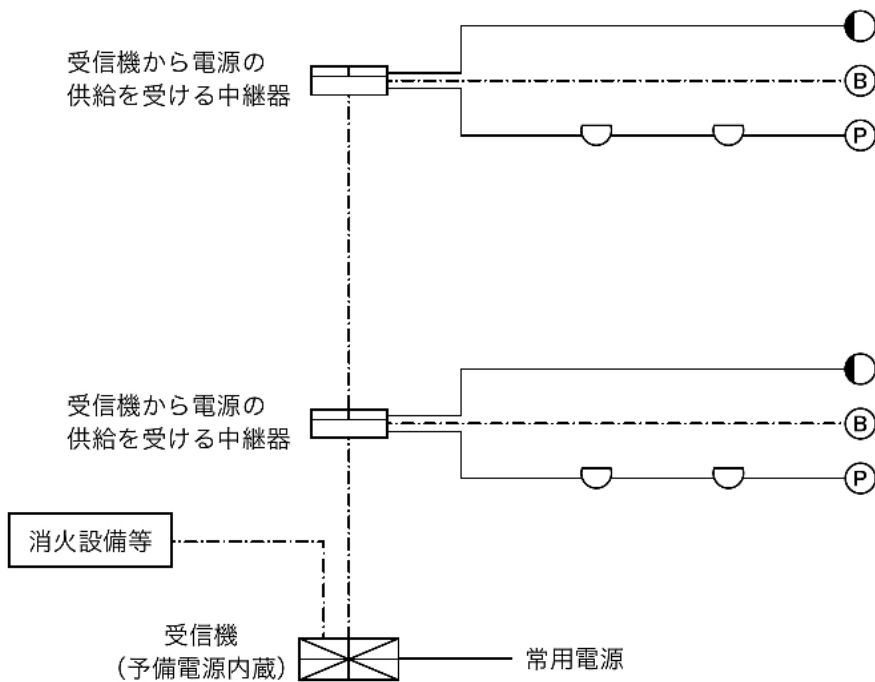 受信機から電源の
供給を受ける中継器
B
P
受信機から電源の
供給を受ける中継器
B
P
消火設備等
受信機
（予備電源内蔵）
常用電源